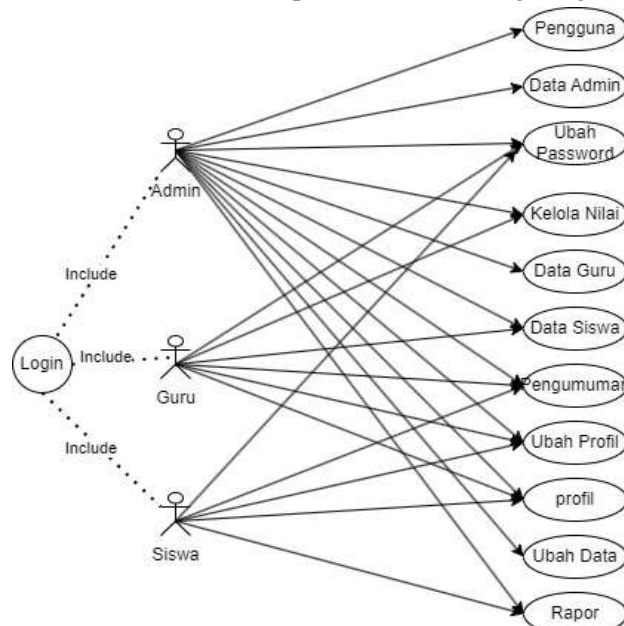 Pengguna
Data Admin
Ubah
Password
Admin
Kelola Nilai
Include
Data Guru
Data Siswa
Login
Include
Guru
Pengumuman
Ubah Profil
Include
profil
Siswa
Ubah Data
Rapor